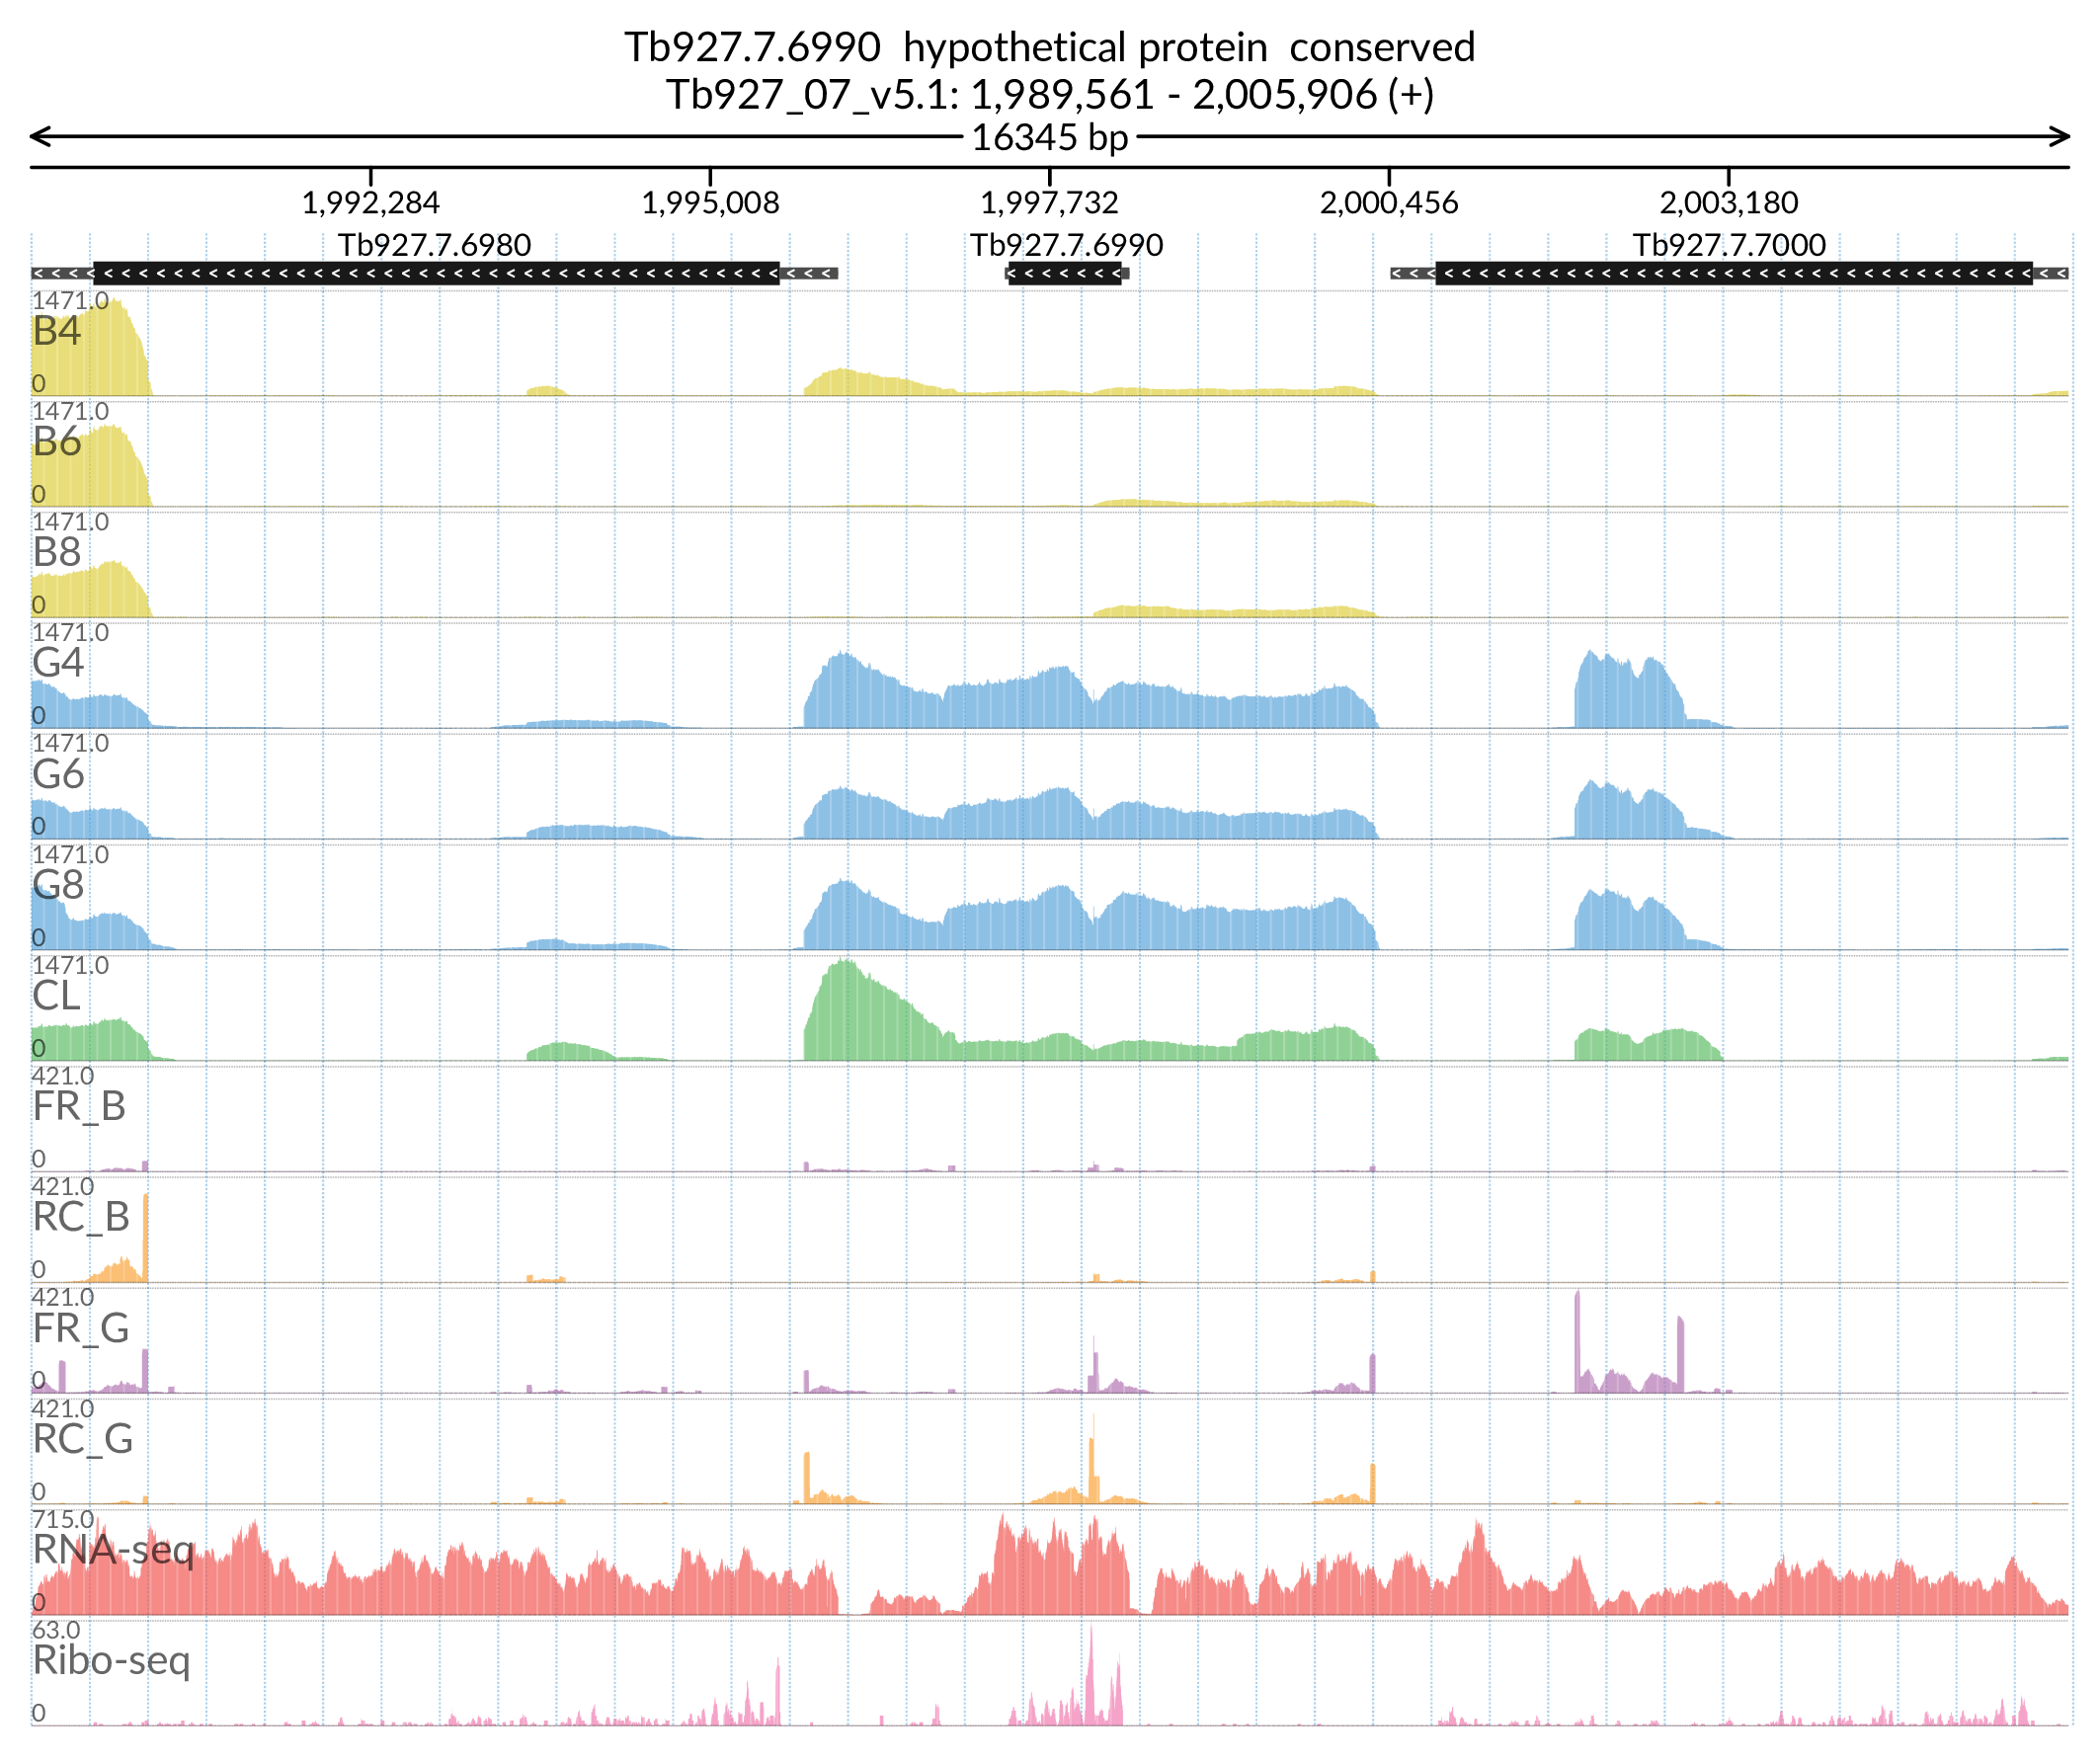 Tb927.7.6990  hypothetical protein  conserved
Tb927_07_v5.1: 1,989,561 - 2,005,906 (+)
16345 bp
1,992,284 1,995,008 1,997,732 2,000,456 2,003,180
Tb927.7.6980 Tb927.7.6990 Tb927.7.7000
1471.0
B4
0
1471.0
B6
0
1471.0
B8
0
1471.0
G4
0
1471.0
G6
0
1471.0
G8
0
1471.0
CL
0
421.0
FR_B
0
421.0
RC_B
0
421.0
FR_G
0
421.0
RC_G
0
715.0
RNA-seq
0
63.0
Ribo-seq
0